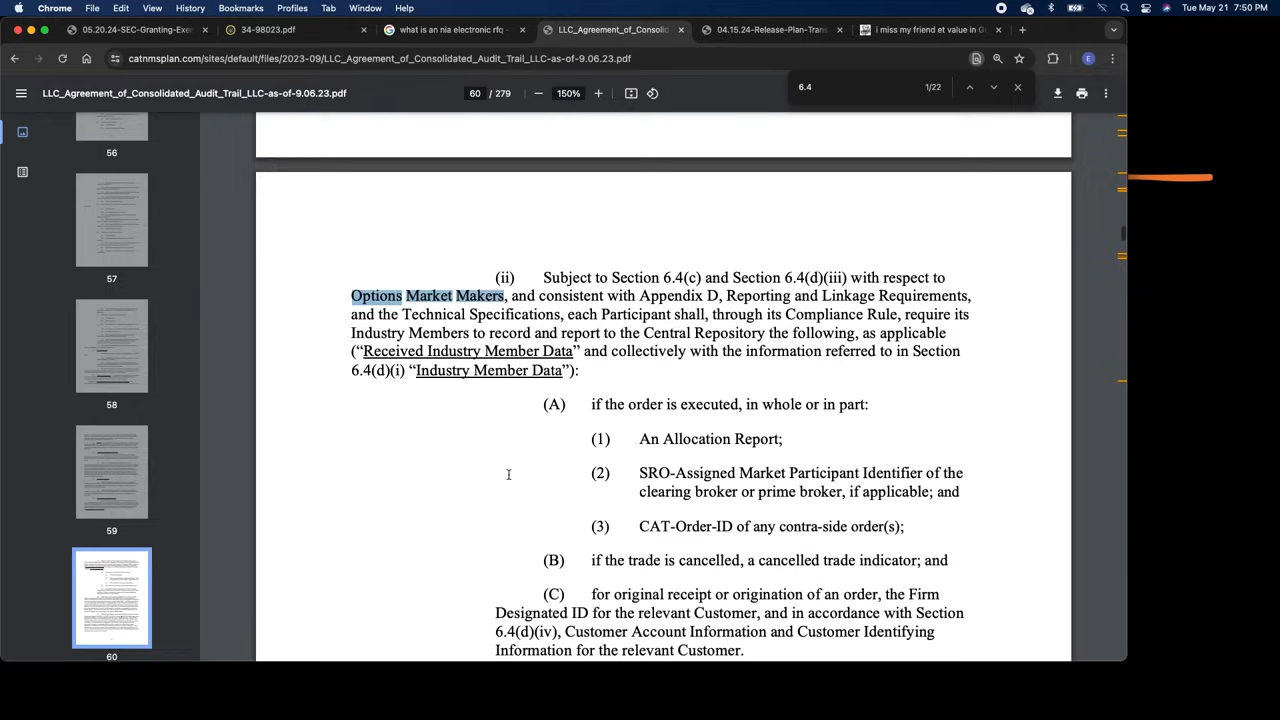 Chrome File Edit View History Bookmarks Profiles Tab Window Help Tue May 21 7:50 PM
05.20.24-SEC-Granting-Exe 34-98023.pdf what is an nia electronic rfq - LLC_Agreement_of_Consolid 04.15.24-Release-Plan-Trans i miss my friend et value in G
catnmsplan.com/sites/default/files/2023-09/LLC_Agreement_of_Consolidated_Audit_Trail_LLC-as-of-9.06.23.pdf
E
6.4 1/22
LLC_Agreement_of_Consolidated_Audit_Trail_LLC-as-of-9.06.23.pdf 60 / 279 150%
56
57
58
59
60
(ii) Subject to Section 6.4(c) and Section 6.4(d)(iii) with respect to
Options Market Makers, and consistent with Appendix D, Reporting and Linkage Requirements,
and the Technical Specifications, each Participant shall, through its Compliance Rule, require its
Industry Members to record and report to the Central Repository the following, as applicable
(“Received Industry Member Data” and collectively with the information referred to in Section
6.4(d)(i) “Industry Member Data”):
(A) if the order is executed, in whole or in part:
(1) An Allocation Report;
(2) SRO-Assigned Market Participant Identifier of the
clearing broker or prime broker, if applicable; and
(3) CAT-Order-ID of any contra-side order(s);
(B) if the trade is cancelled, a cancelled trade indicator; and
(C) for original receipt or origination of an order, the Firm
Designated ID for the relevant Customer, and in accordance with Section
6.4(d)(iv), Customer Account Information and Customer Identifying
Information for the relevant Customer.